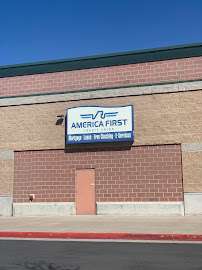 AMERICA FIRST
CREDIT UNION
Mortgage Loans Free Checking E-Services